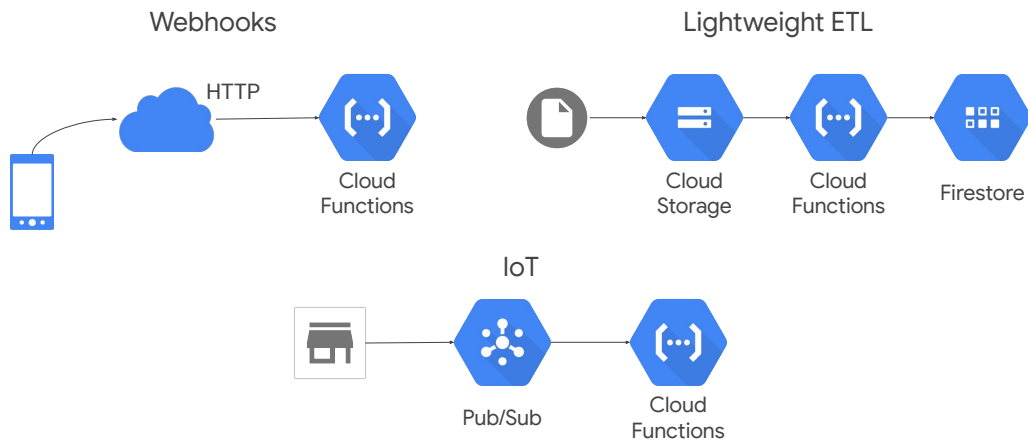 Webhooks
HTTP
Cloud
Functions
Lightweight ETL
Cloud
Storage
Cloud
Functions
Firestore
IoT
Pub/Sub
Cloud
Functions